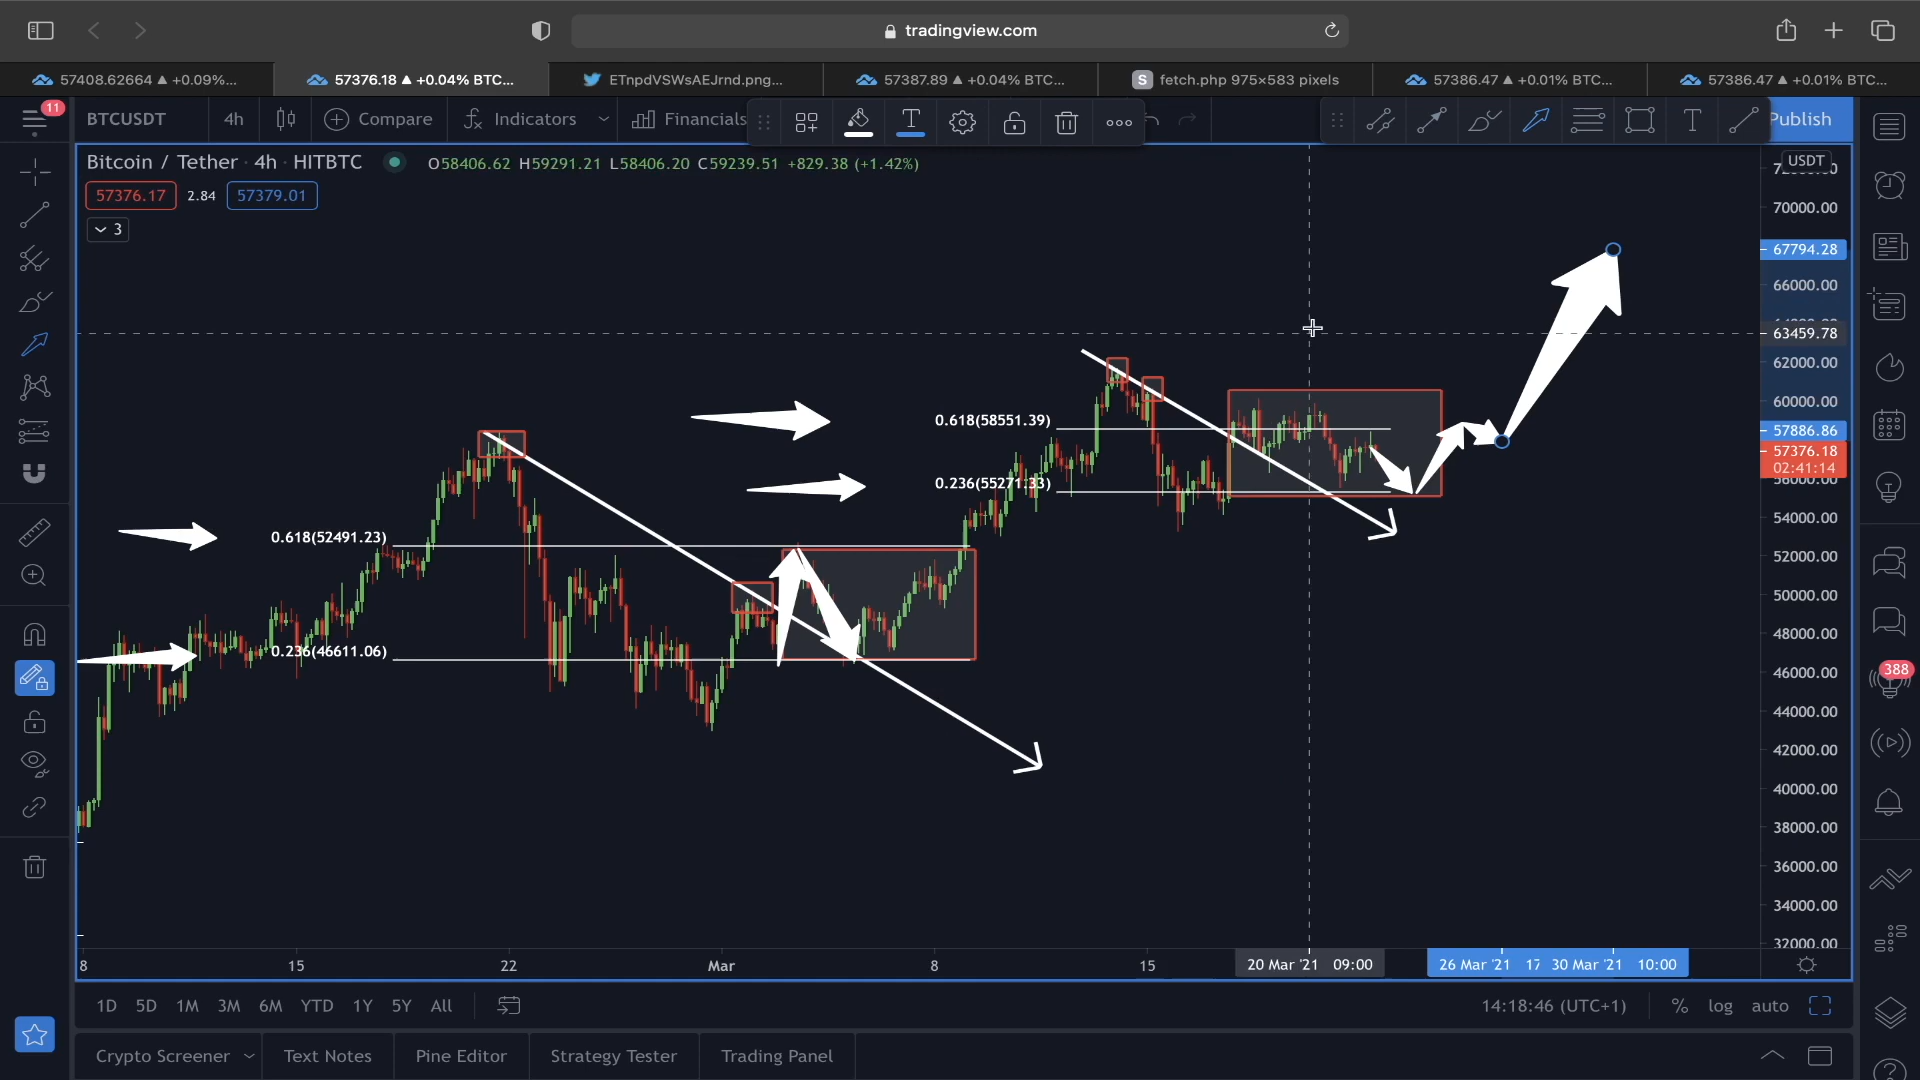 tradingview.com
57408.62664 ▲ +0.09%...
57376.18 ▲ +0.04% BTC...
ETnpdVSWsAEJrnd.png...
57387.89 ▲ +0.04% BTC...
S fetch.php 975×583 pixels
57386.47 ▲ +0.01% BTC...
57386.47 ▲ +0.01% BTC...
11
BTCUSDT
4h
Compare
Indicators
Financials
T
T
Publish
Bitcoin / Tether · 4h · HITBTC
O58406.62 H59291.21 L58406.20 C59239.51 +829.38 (+1.42%)
57376.17
2.84
57379.01
3
USDT
70000.00
67794.28
66000.00
63459.78
62000.00
60000.00
57886.86
57376.18
02:41:14
56000.00
54000.00
52000.00
50000.00
48000.00
46000.00
44000.00
42000.00
40000.00
38000.00
36000.00
34000.00
32000.00
0.618(58551.39)
0.236(55271.33)
0.618(52491.23)
0.236(46611.06)
388
8
15
22
Mar
8
15
20 Mar '21 09:00
26 Mar '21 17
30 Mar '21 10:00
1D 5D 1M 3M 6M YTD 1Y 5Y All
14:18:46 (UTC+1)
% log auto
Crypto Screener
Text Notes
Pine Editor
Strategy Tester
Trading Panel